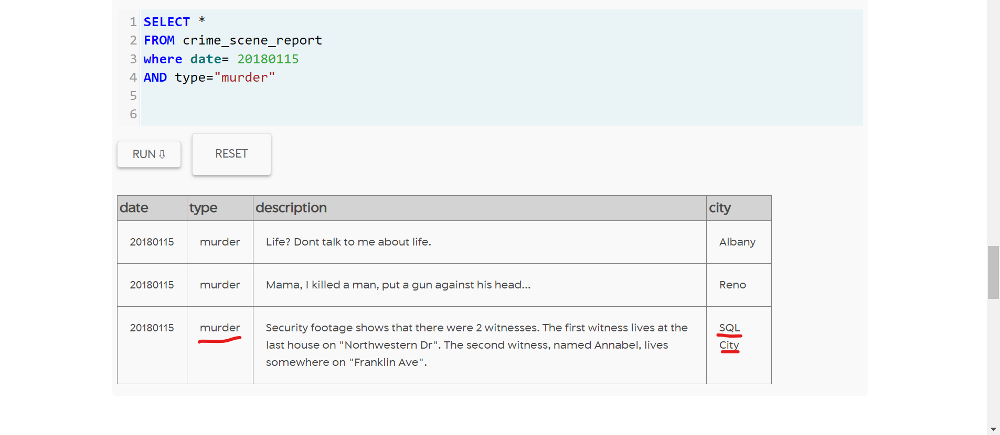 1 SELECT *
2 FROM crime_scene_report
3 where date= 20180115
4 AND type="murder"
5
6
RUN ⇩ RESET
date type description city
20180115 murder Life? Dont talk to me about life. Albany
20180115 murder Mama, I killed a man, put a gun against his head... Reno
20180115 murder Security footage shows that there were 2 witnesses. The first witness lives at the SQL
last house on "Northwestern Dr". The second witness, named Annabel, lives City
somewhere on "Franklin Ave".